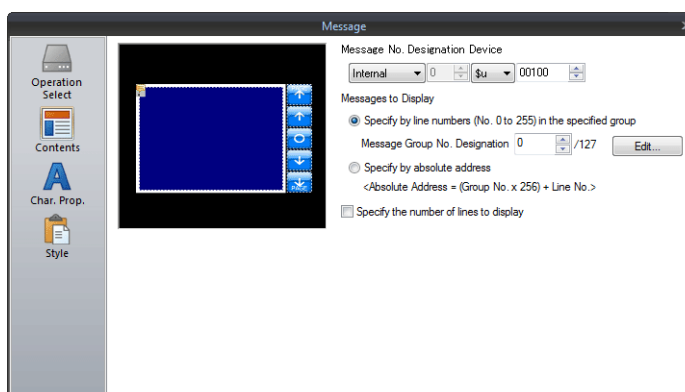 Message
Operation
Select
Contents
Char. Prop.
Style
PAGE
Message No. Designation Device
Internal 0 $u 00100
Messages to Display
Specify by line numbers (No. 0 to 255) in the specified group
Message Group No. Designation 0 /127 Edit...
Specify by absolute address
<Absolute Address = (Group No. x 256) + Line No.>
Specify the number of lines to display